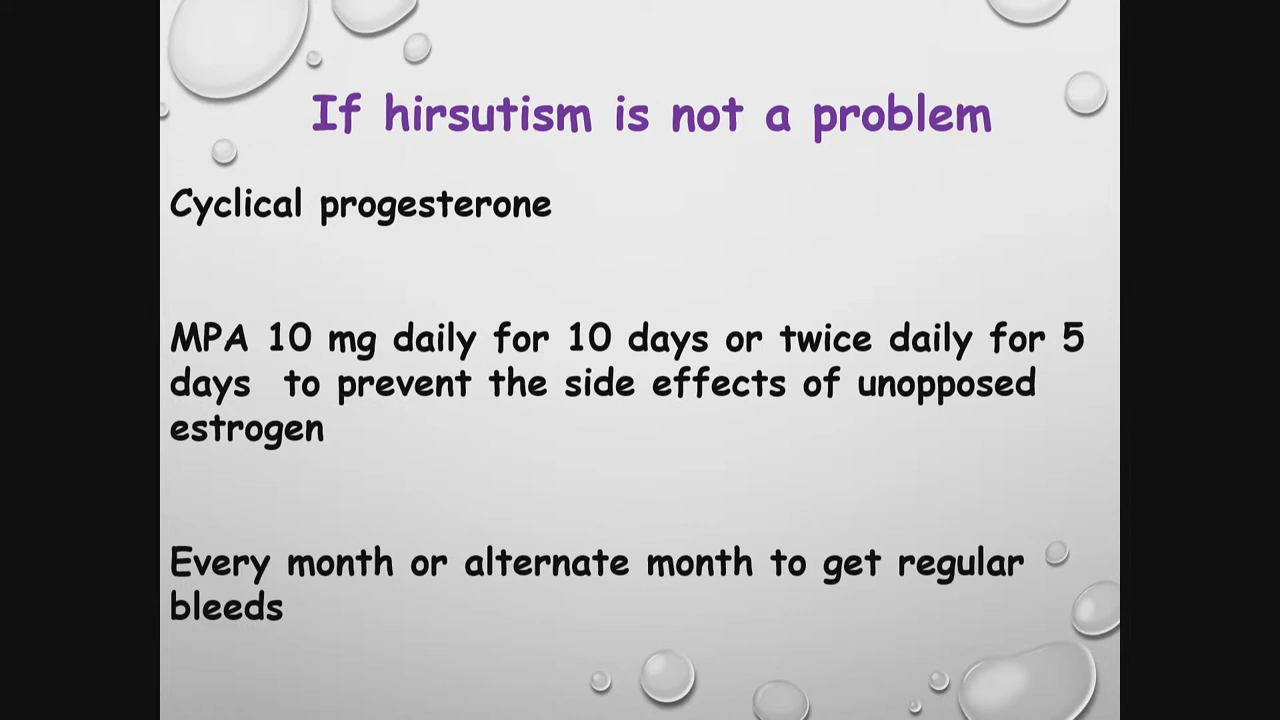 If hirsutism is not a problem
Cyclical progesterone
MPA 10 mg daily for 10 days or twice daily for 5
days to prevent the side effects of unopposed
estrogen
Every month or alternate month to get regular
bleeds